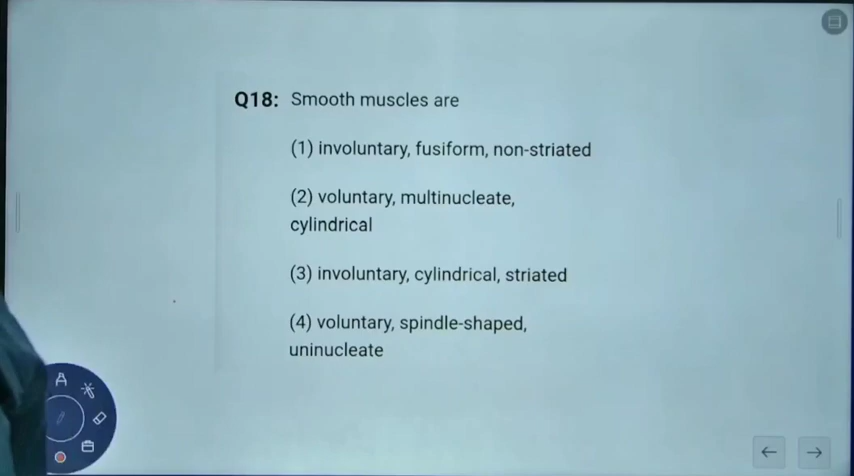 Q18: Smooth muscles are
(1) involuntary, fusiform, non-striated
(2) voluntary, multinucleate,
cylindrical
(3) involuntary, cylindrical, striated
(4) voluntary, spindle-shaped,
uninucleate